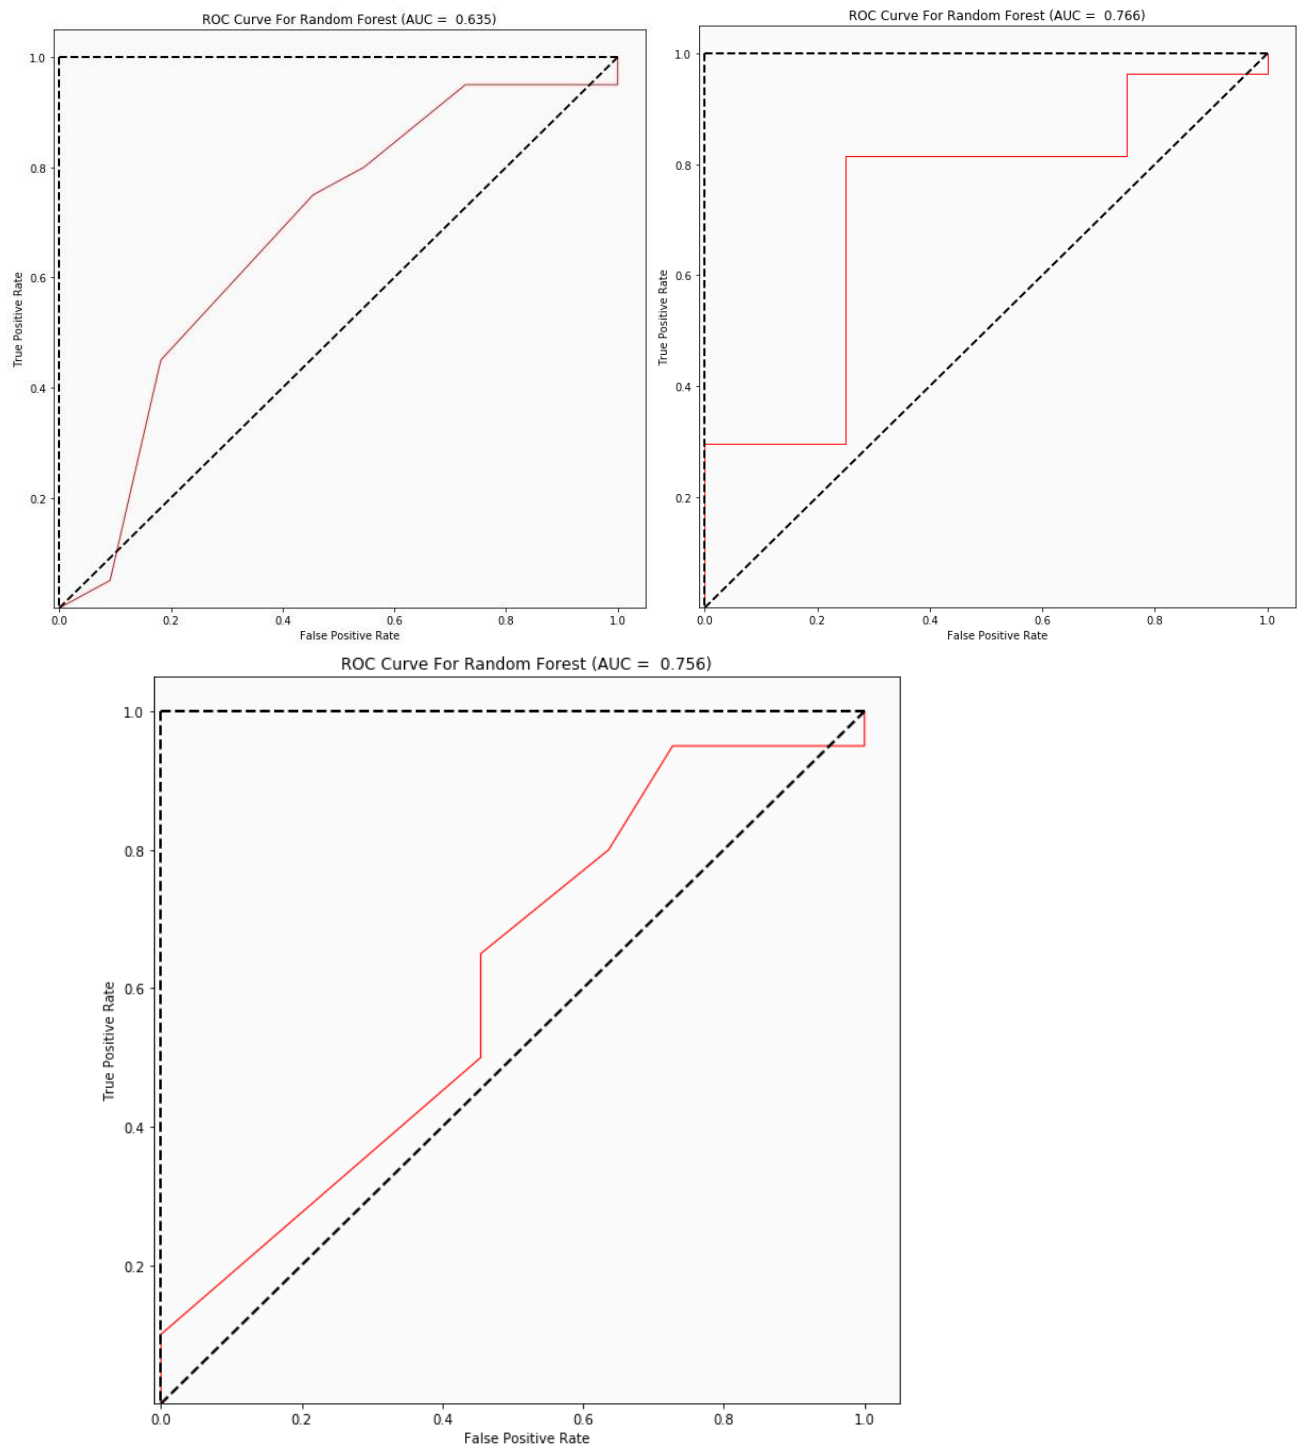 ROC Curve For Random Forest (AUC =  0.635)
1.0
0.8
0.6
0.4
0.2
True Positive Rate
0.0 0.2 0.4 0.6 0.8 1.0
False Positive Rate
ROC Curve For Random Forest (AUC =  0.766)
1.0
0.8
0.6
0.4
0.2
True Positive Rate
0.0 0.2 0.4 0.6 0.8 1.0
False Positive Rate
ROC Curve For Random Forest (AUC =  0.756)
1.0
0.8
0.6
0.4
0.2
True Positive Rate
0.0 0.2 0.4 0.6 0.8 1.0
False Positive Rate